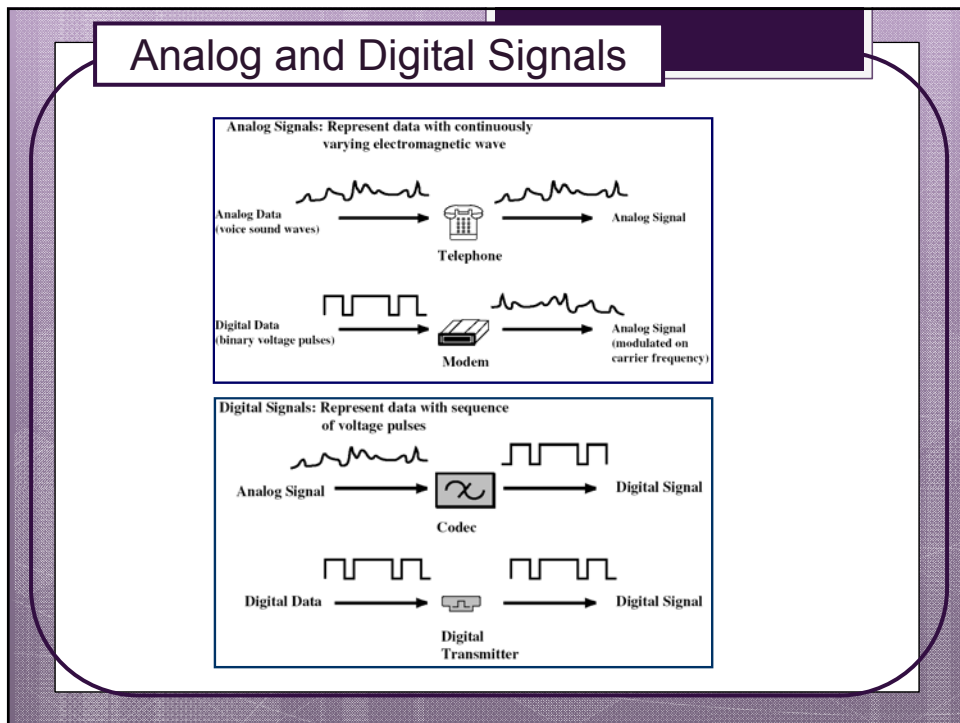 Analog and Digital Signals
Analog Signals: Represent data with continuously
varying electromagnetic wave
Analog Data
(voice sound waves)
Telephone
Analog Signal
Digital Data
(binary voltage pulses)
Modem
Analog Signal
(modulated on
carrier frequency)
Digital Signals: Represent data with sequence
of voltage pulses
Analog Signal
Codec
Digital Signal
Digital Data
Digital
Transmitter
Digital Signal